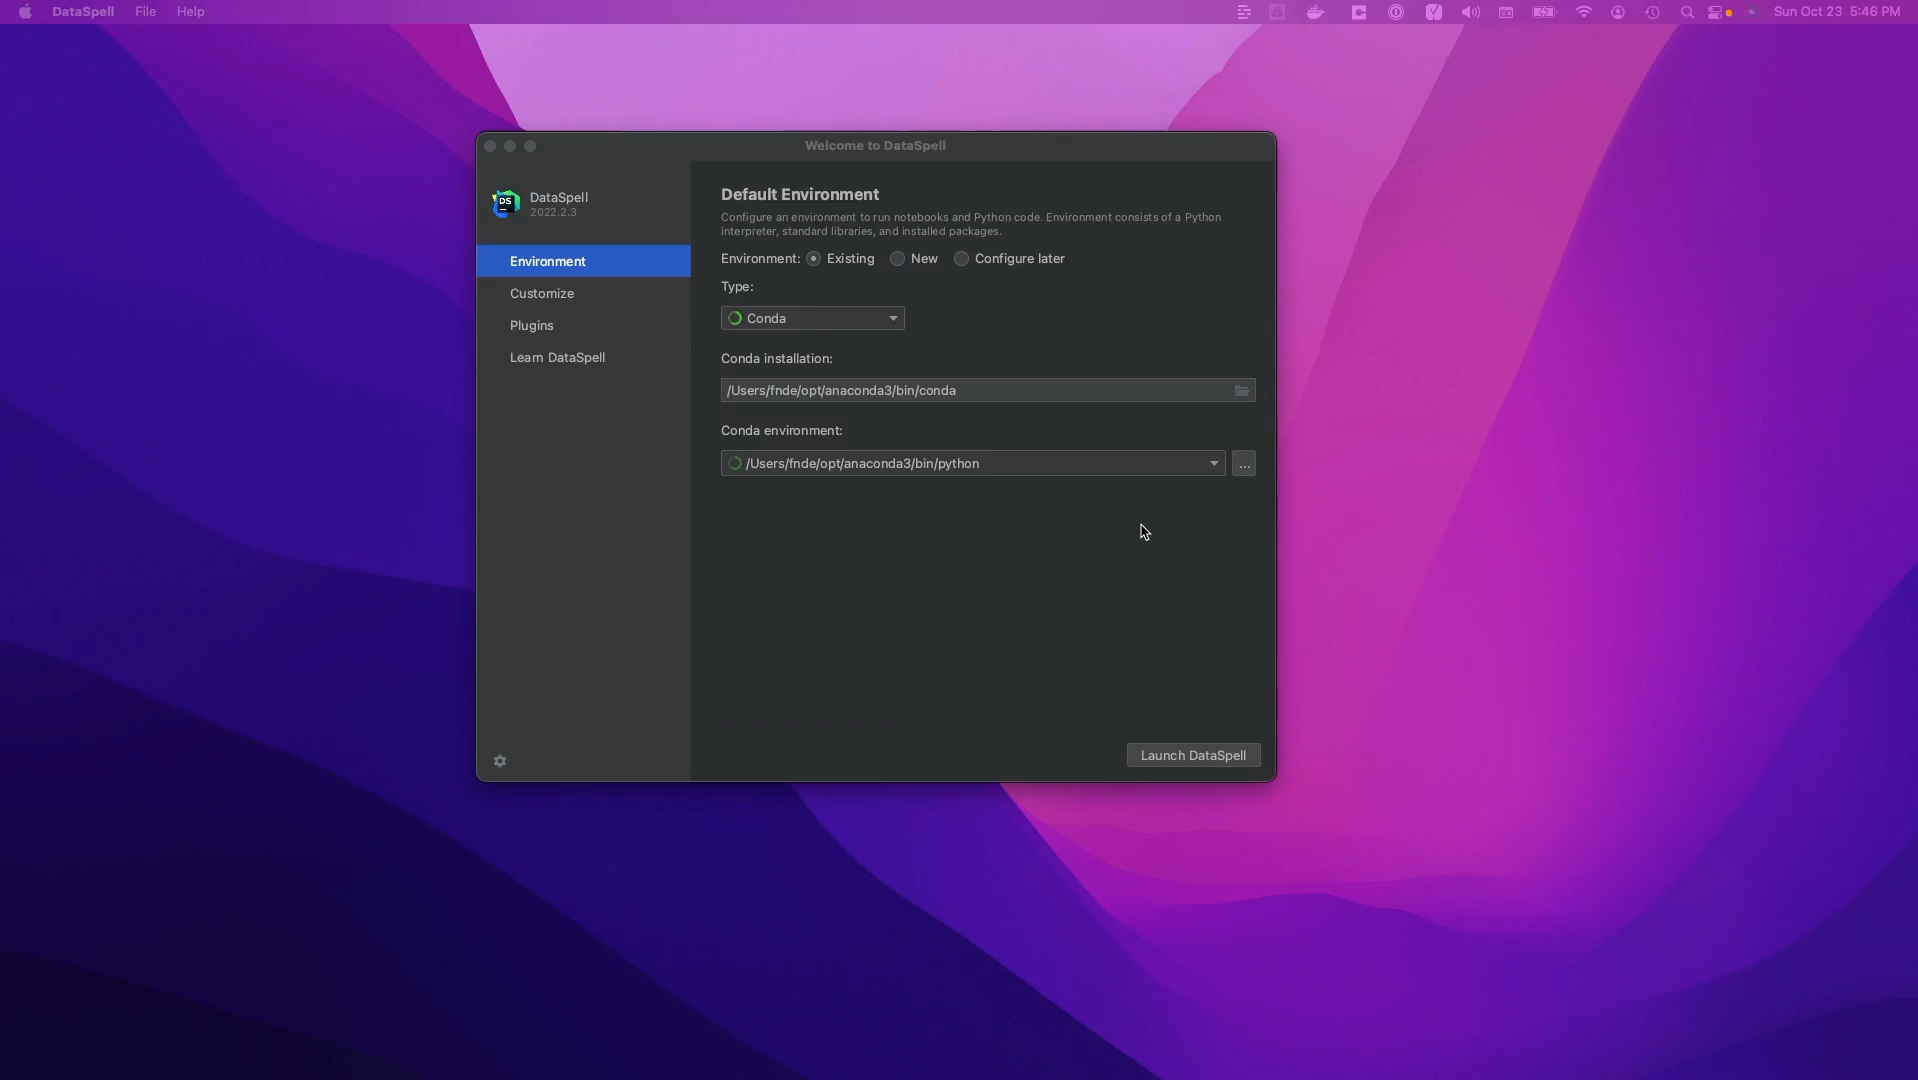 DataSpell File Help
Sun Oct 23 5:46 PM
Welcome to DataSpell
DS
DataSpell
2022.2.3
Environment
Customize
Plugins
Learn DataSpell
Default Environment
Configure an environment to run notebooks and Python code. Environment consists of a Python
interpreter, standard libraries, and installed packages.
Environment: Existing New Configure later
Type:
Conda
Conda installation:
/Users/fnde/opt/anaconda3/bin/conda
Conda environment:
/Users/fnde/opt/anaconda3/bin/python
...
Launch DataSpell